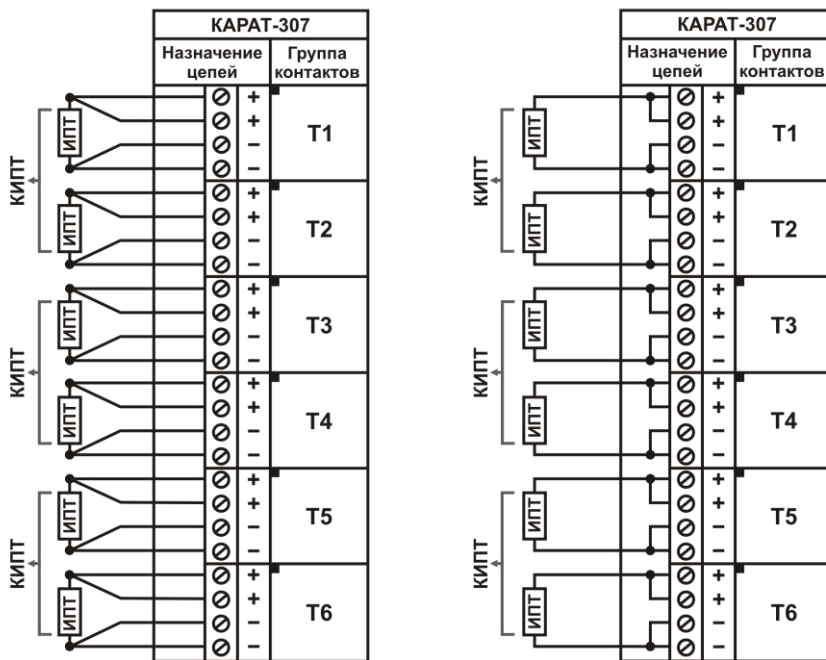 КАРАТ-307
Назначение цепей
Группа контактов
КИПТ
ИПТ
+
+
−
−
Т1
ИПТ
+
+
−
−
Т2
КИПТ
ИПТ
+
+
−
−
Т3
ИПТ
+
+
−
−
Т4
КИПТ
ИПТ
+
+
−
−
Т5
ИПТ
+
+
−
−
Т6
КАРАТ-307
Назначение цепей
Группа контактов
КИПТ
ИПТ
+
+
−
−
Т1
ИПТ
+
+
−
−
Т2
КИПТ
ИПТ
+
+
−
−
Т3
ИПТ
+
+
−
−
Т4
КИПТ
ИПТ
+
+
−
−
Т5
ИПТ
+
+
−
−
Т6